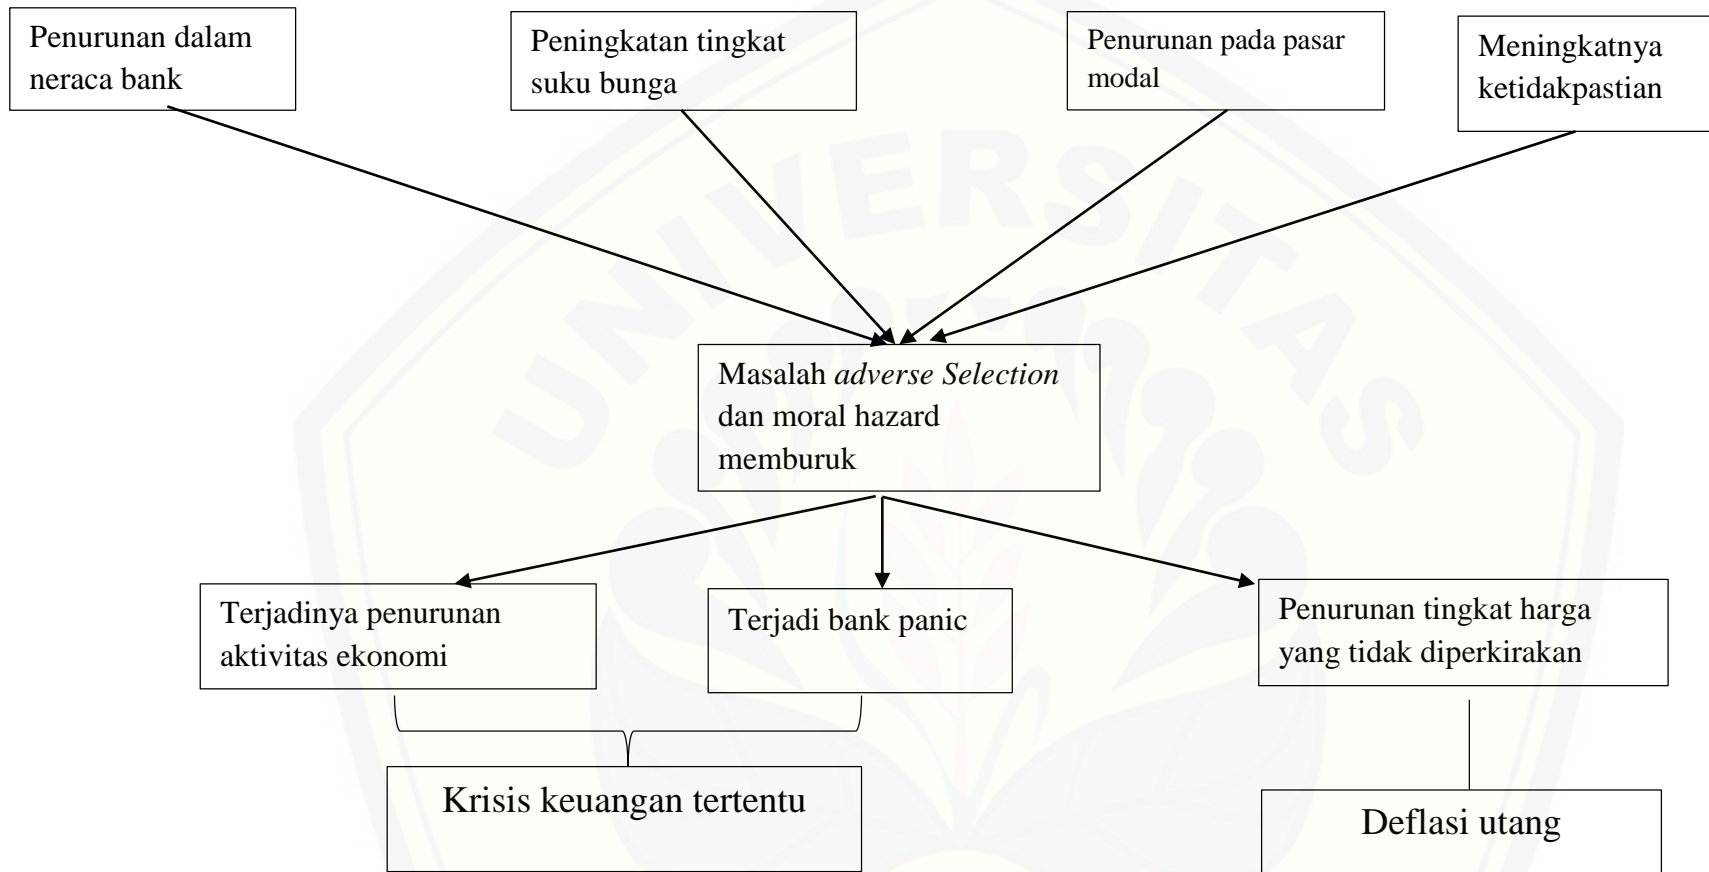 Penurunan dalam
neraca bank
Peningkatan tingkat
suku bunga
Penurunan pada pasar
modal
Meningkatnya
ketidakpastian
UNIVERSITAS
Masalah adverse Selection
dan moral hazard
memburuk
Terjadinya penurunan
aktivitas ekonomi
Terjadi bank panic
Penurunan tingkat harga
yang tidak diperkirakan
Krisis keuangan tertentu
Deflasi utang